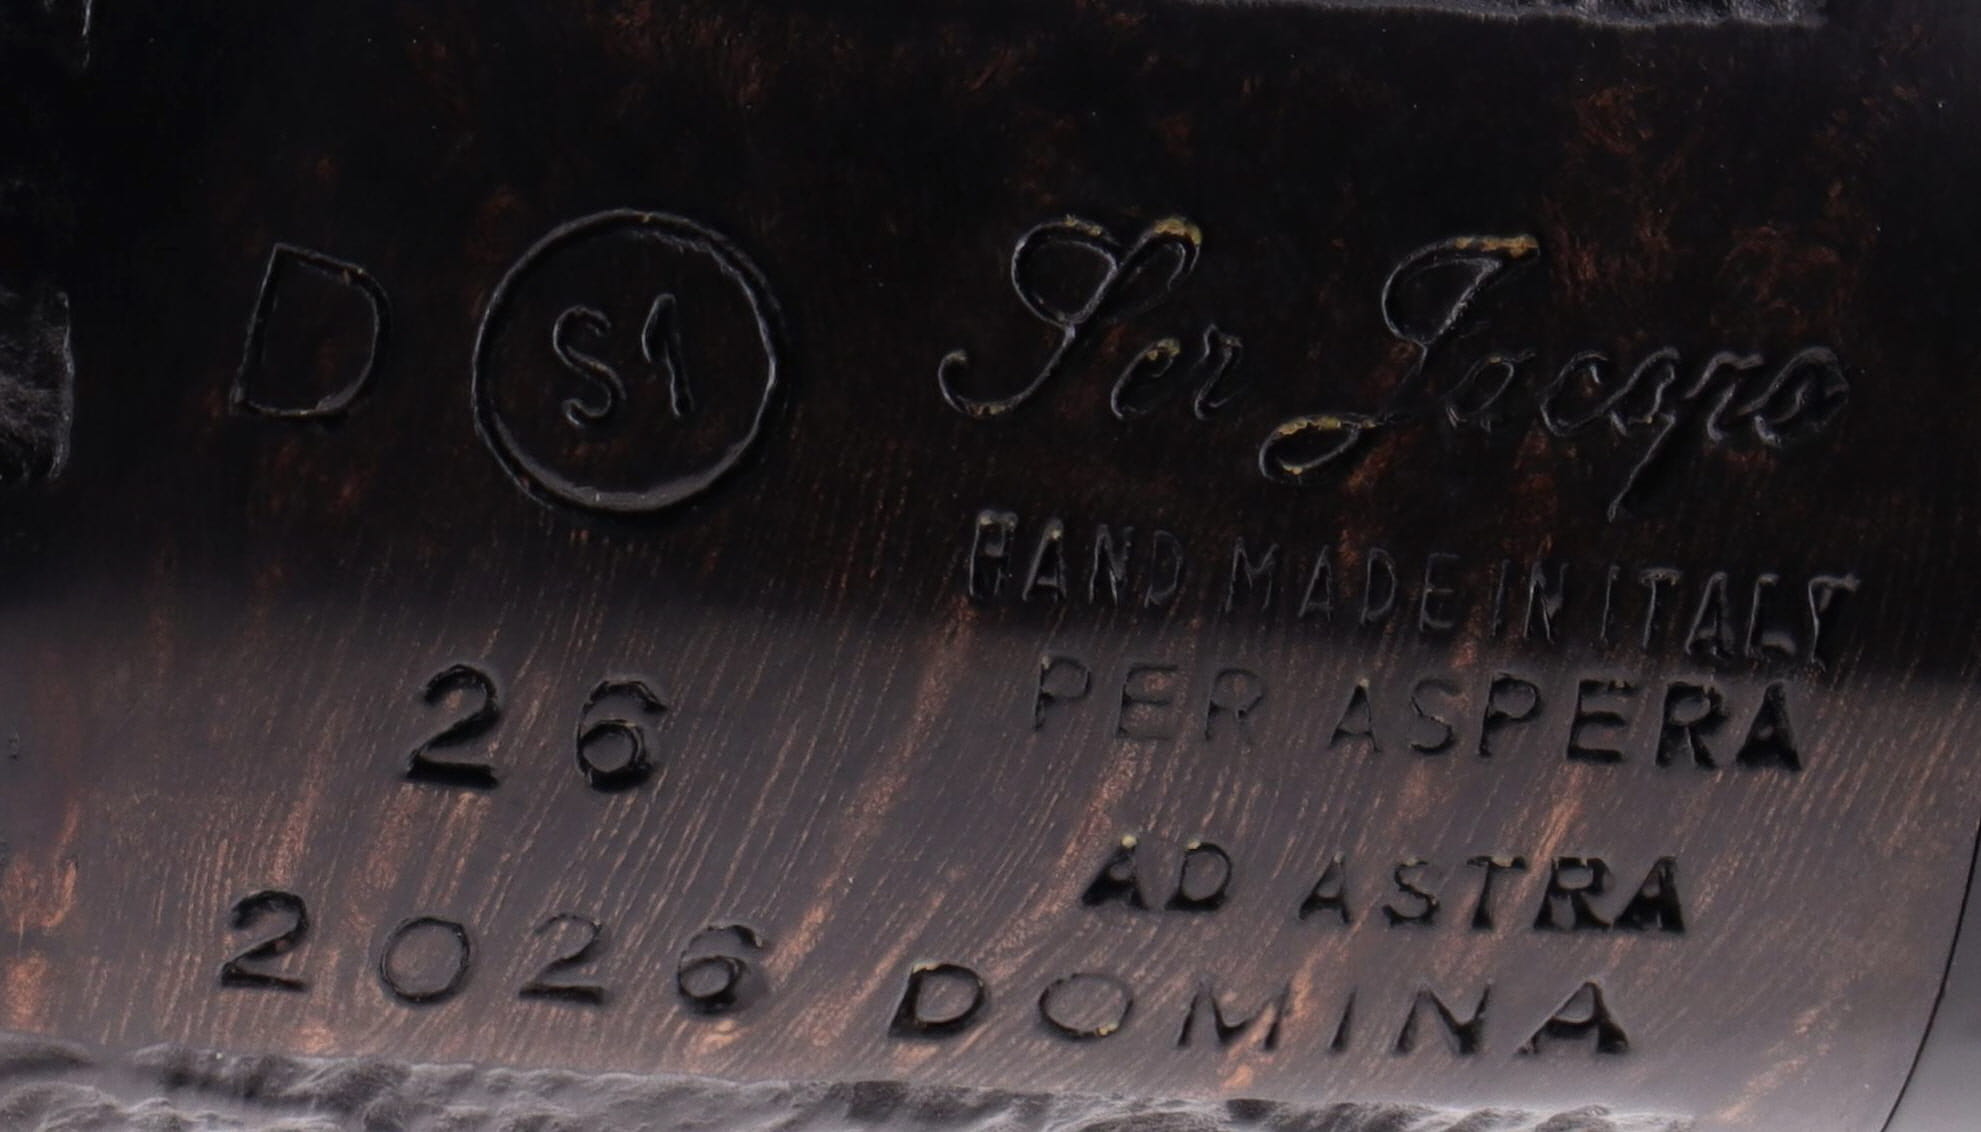 D S1 Ser Jacopo
HAND MADE IN ITALY
26 PER ASPERA
AD ASTRA
2026 DOMINA